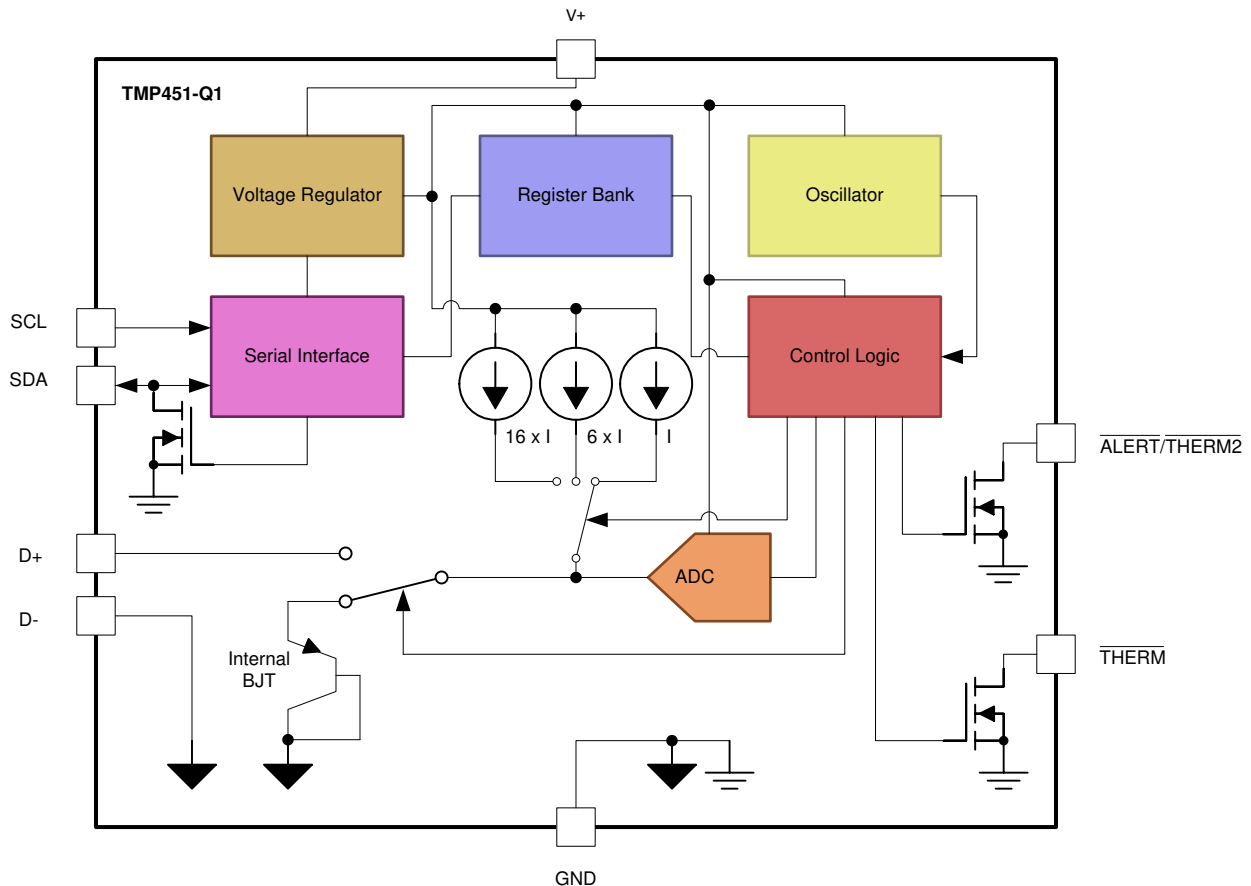 V+
TMP451-Q1
Voltage Regulator
Register Bank
Oscillator
SCL
Serial Interface
Control Logic
SDA
16 x I
6 x I
I
ALERT/THERM2
D+
ADC
D-
Internal
BJT
THERM
GND